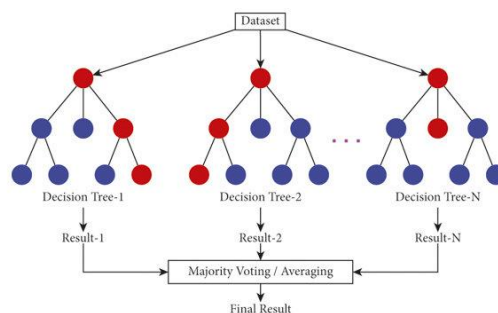 Dataset
Decision Tree-1
Decision Tree-2
Decision Tree-N
Result-1
Result-2
Result-N
Majority Voting / Averaging
Final Result